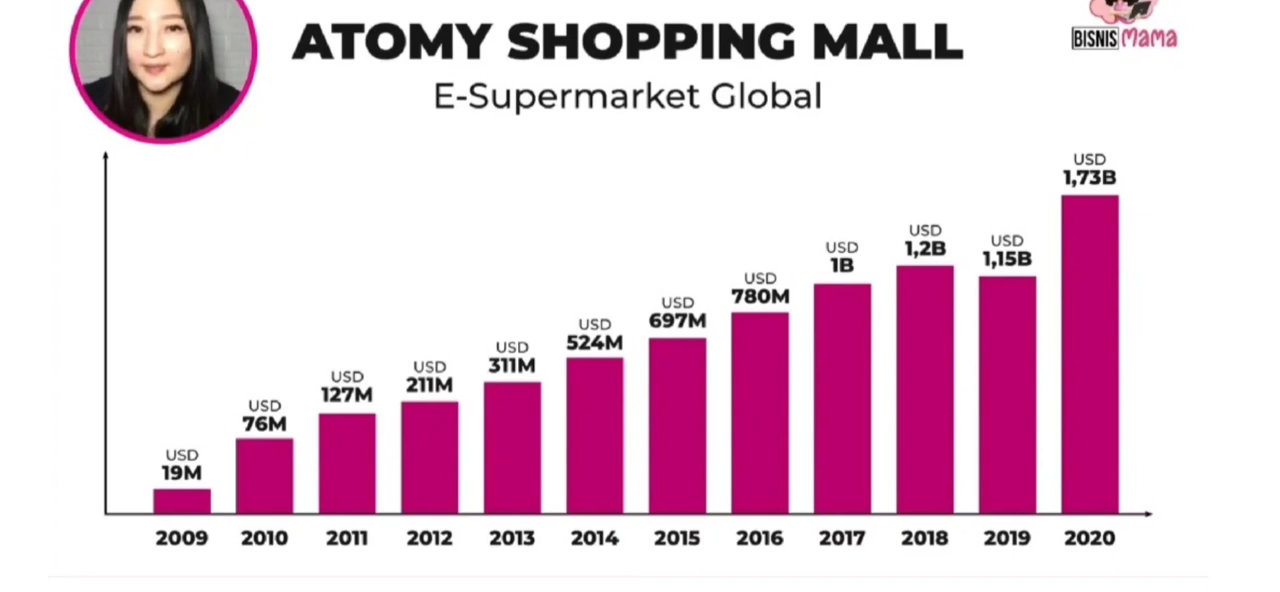 ATOMY SHOPPING MALL
E-Supermarket Global
BISNIS Mama
USD
19M
USD
76M
USD
127M
USD
211M
USD
311M
USD
524M
USD
697M
USD
780M
USD
1B
USD
1,2B
USD
1,15B
USD
1,73B
2009 2010 2011 2012 2013 2014 2015 2016 2017 2018 2019 2020